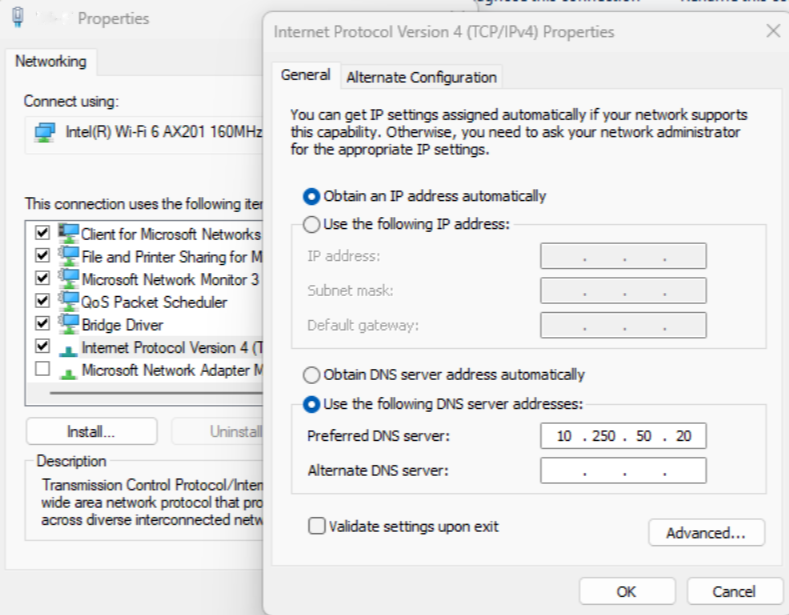 Properties
Networking
Connect using:
Intel(R) Wi-Fi 6 AX201 160MHz
This connection uses the following iter
Client for Microsoft Networks
File and Printer Sharing for M
Microsoft Network Monitor 3
QoS Packet Scheduler
Bridge Driver
Internet Protocol Version 4 (T
Microsoft Network Adapter M
Install...
Uninstall
Description
Transmission Control Protocol/Inter
wide area network protocol that pro
across diverse interconnected netw
Internet Protocol Version 4 (TCP/IPv4) Properties
General
Alternate Configuration
You can get IP settings assigned automatically if your network supports
this capability. Otherwise, you need to ask your network administrator
for the appropriate IP settings.
Obtain an IP address automatically
Use the following IP address:
IP address: . . .
Subnet mask: . . .
Default gateway: . . .
Obtain DNS server address automatically
Use the following DNS server addresses:
Preferred DNS server: 10 . 250 . 50 . 20
Alternate DNS server: . . .
Validate settings upon exit
Advanced...
OK
Cancel